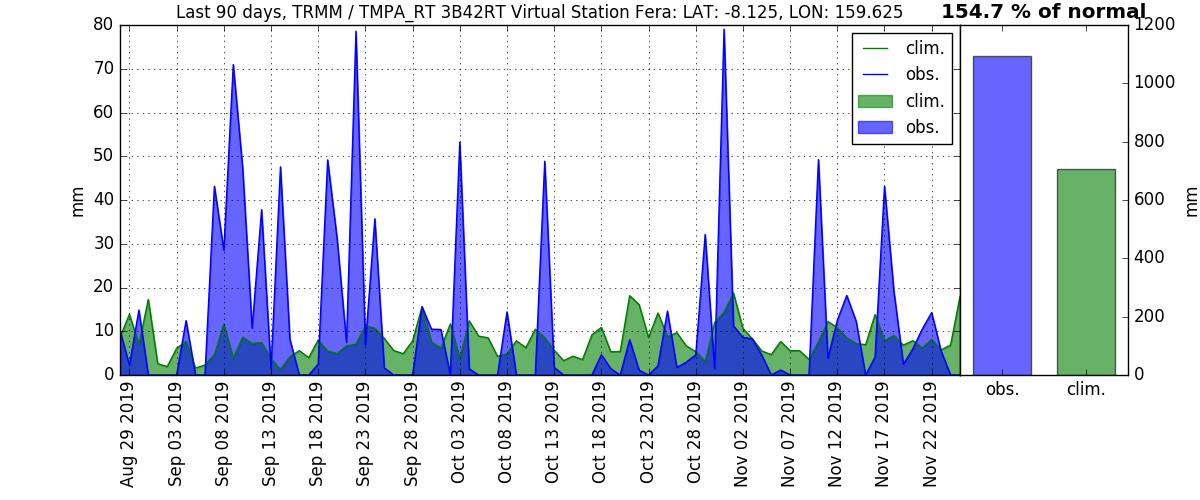 Last 90 days, TRMM / TMPA_RT 3B42RT Virtual Station Fera: LAT: -8.125, LON: 159.625
154.7 % of normal
80
70
60
50
40
30
20
10
0
mm
clim.
obs.
clim.
obs.
1200
1000
800
600
400
200
0
mm
obs.
clim.
Aug 29 2019
Sep 03 2019
Sep 08 2019
Sep 13 2019
Sep 18 2019
Sep 23 2019
Sep 28 2019
Oct 03 2019
Oct 08 2019
Oct 13 2019
Oct 18 2019
Oct 23 2019
Oct 28 2019
Nov 02 2019
Nov 07 2019
Nov 12 2019
Nov 17 2019
Nov 22 2019